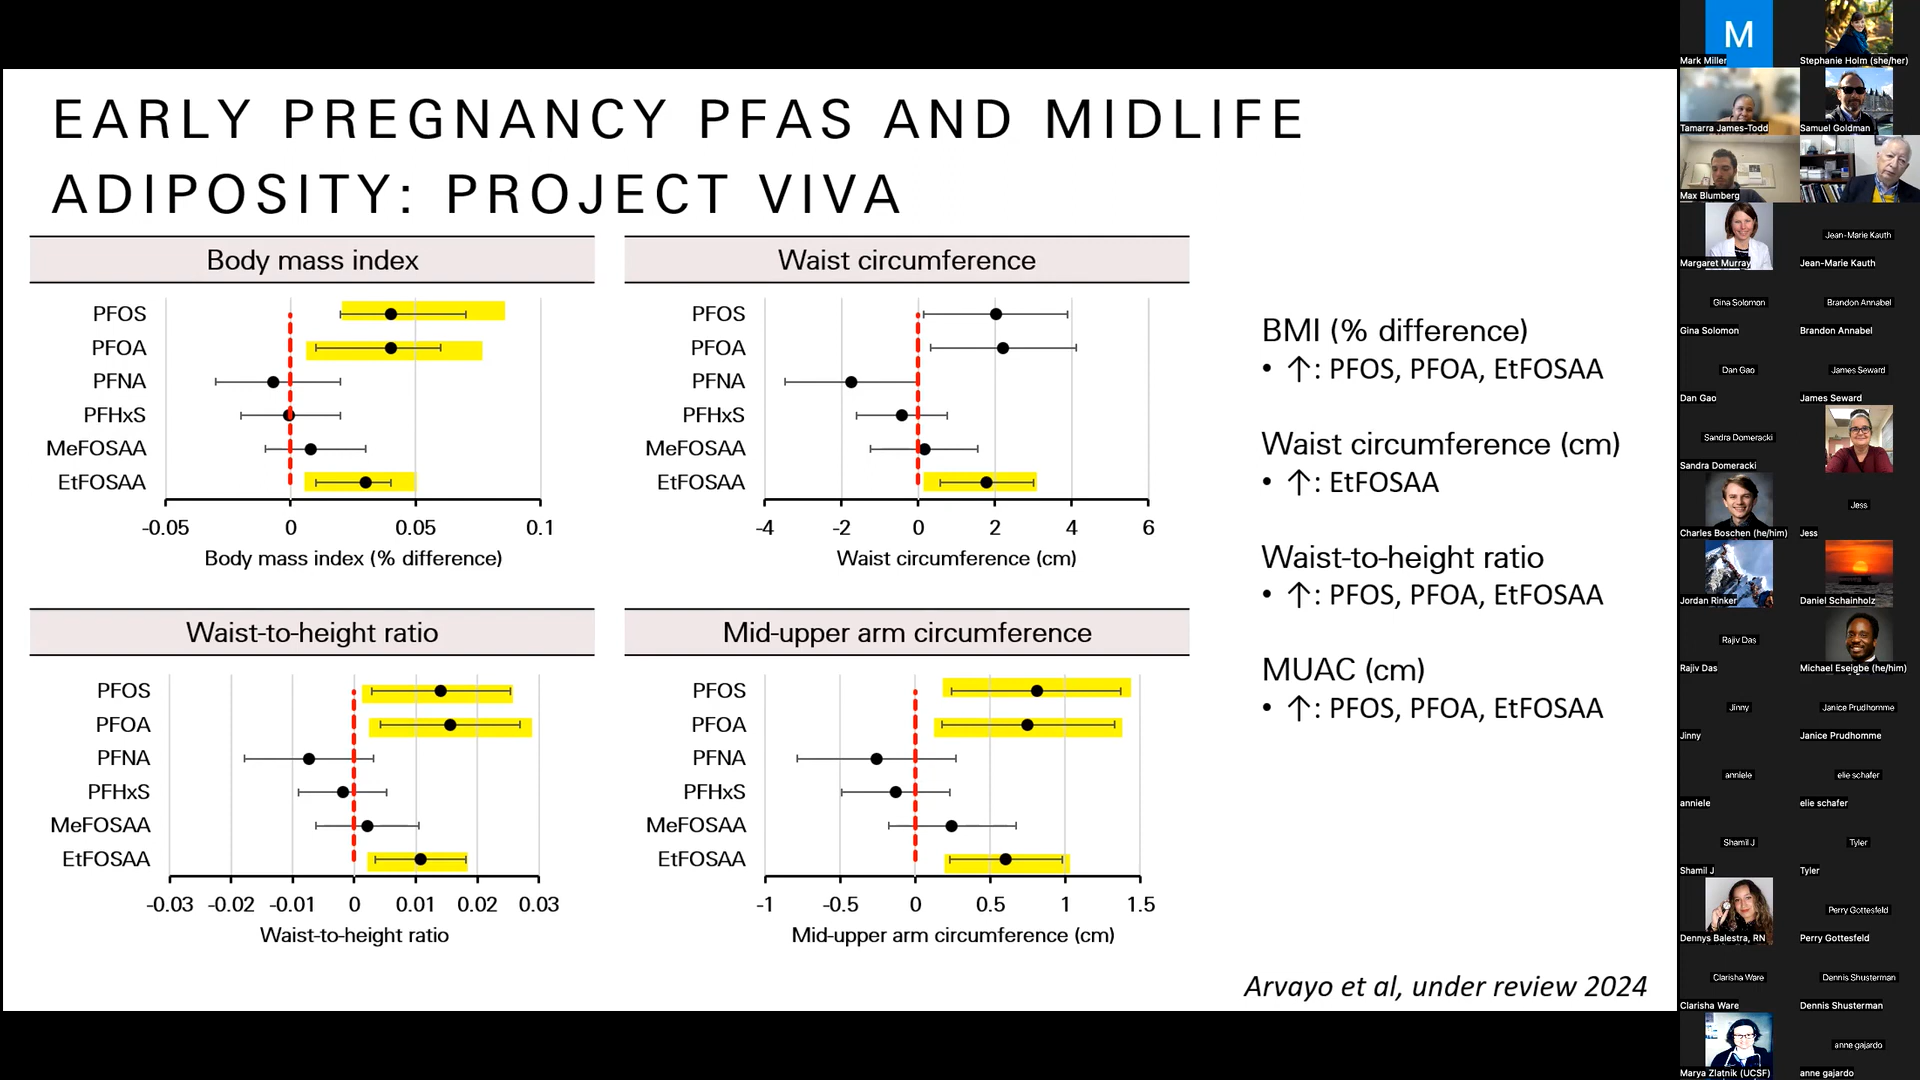 EARLY PREGNANCY PFAS AND MIDLIFE
ADIPOSITY: PROJECT VIVA
Body mass index
PFOS
PFOA
PFNA
PFHxS
MeFOSAA
EtFOSAA
-0.05 0 0.05 0.1
Body mass index (% difference)
Waist circumference
PFOS
PFOA
PFNA
PFHxS
MeFOSAA
EtFOSAA
-4 -2 0 2 4 6
Waist circumference (cm)
Waist-to-height ratio
PFOS
PFOA
PFNA
PFHxS
MeFOSAA
EtFOSAA
-0.03 -0.02 -0.01 0 0.01 0.02 0.03
Waist-to-height ratio
Mid-upper arm circumference
PFOS
PFOA
PFNA
PFHxS
MeFOSAA
EtFOSAA
-1 -0.5 0 0.5 1 1.5
Mid-upper arm circumference (cm)
BMI (% difference)
• ↑: PFOS, PFOA, EtFOSAA
Waist circumference (cm)
• ↑: EtFOSAA
Waist-to-height ratio
• ↑: PFOS, PFOA, EtFOSAA
MUAC (cm)
• ↑: PFOS, PFOA, EtFOSAA
Arvayo et al, under review 2024
M
Mark Miller
Stephanie Holm (she/her)
Tamarra James-Todd
Samuel Goldman
Max Blumberg
Margaret Murray
Jean-Marie Kauth
Jean-Marie Kauth
Gina Solomon
Gina Solomon
Brandon Annabel
Brandon Annabel
Dan Gao
Dan Gao
James Seward
James Seward
Sandra Domeracki
Sandra Domeracki
Charles Boschen (he/him)
Jess
Jess
Jordan Rinker
Daniel Schainholz
Rajiv Das
Rajiv Das
Michael Eseigbe (he/him)
Jinny
Jinny
Janice Prudhomme
Janice Prudhomme
anniele
anniele
elie schafer
elie schafer
Shamil J
Shamil J
Tyler
Tyler
Dennys Balestra, RN
Perry Gottesfeld
Perry Gottesfeld
Clarisha Ware
Clarisha Ware
Dennis Shusterman
Dennis Shusterman
Marya Zlatnik (UCSF)
anne gajardo
anne gajardo